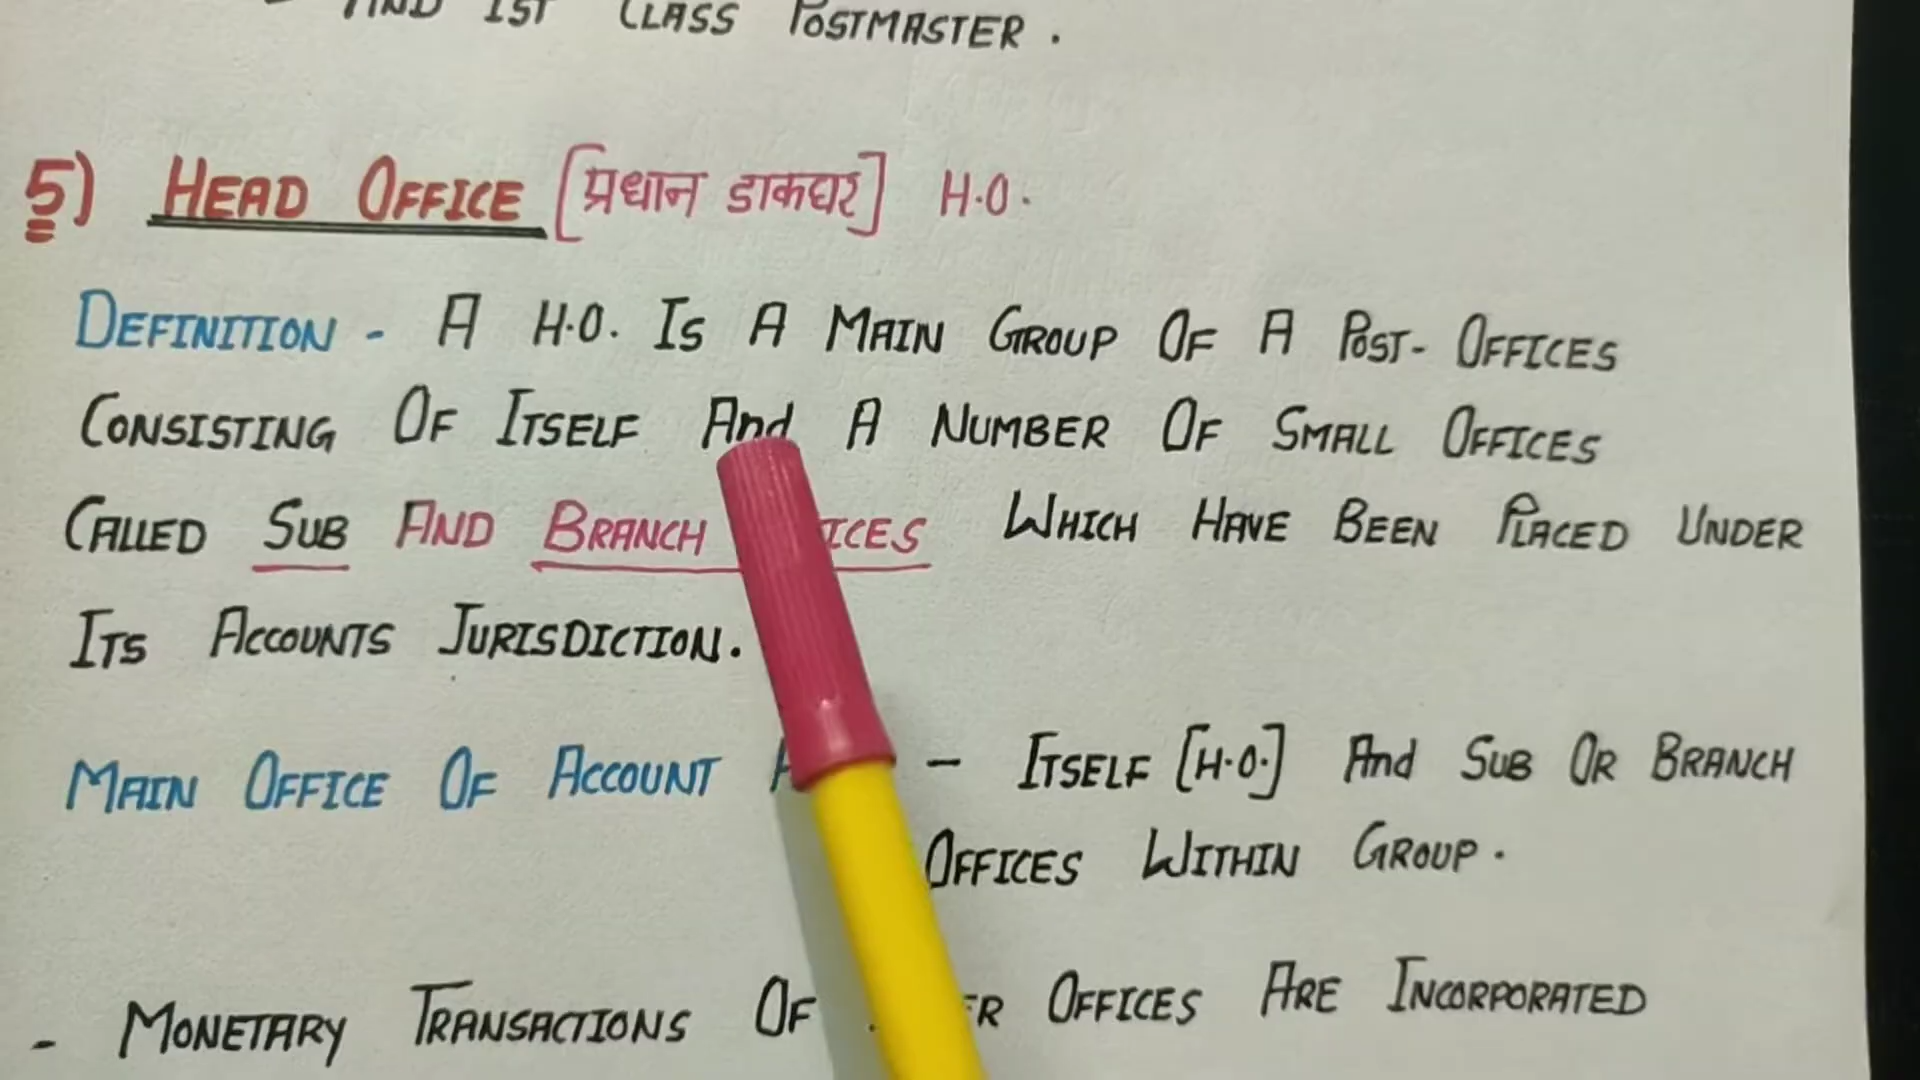 - AND 1ST CLASS POSTMASTER.
5) HEAD OFFICE [प्रधान डाकघर] H.O.
DEFINITION - A H.O. IS A MAIN GROUP OF A POST-OFFICES
CONSISTING OF ITSELF And A NUMBER OF SMALL OFFICES
CALLED SUB AND BRANCH WHICH HAVE BEEN PLACED UNDER
ITS ACCOUNTS JURISDICTION.
MAIN OFFICE OF ACCOUNT - ITSELF [H.O.] And SUB OR BRANCH
OFFICES WITHIN GROUP.
- MONETARY TRANSACTIONS OF OFFICES ARE INCORPORATED